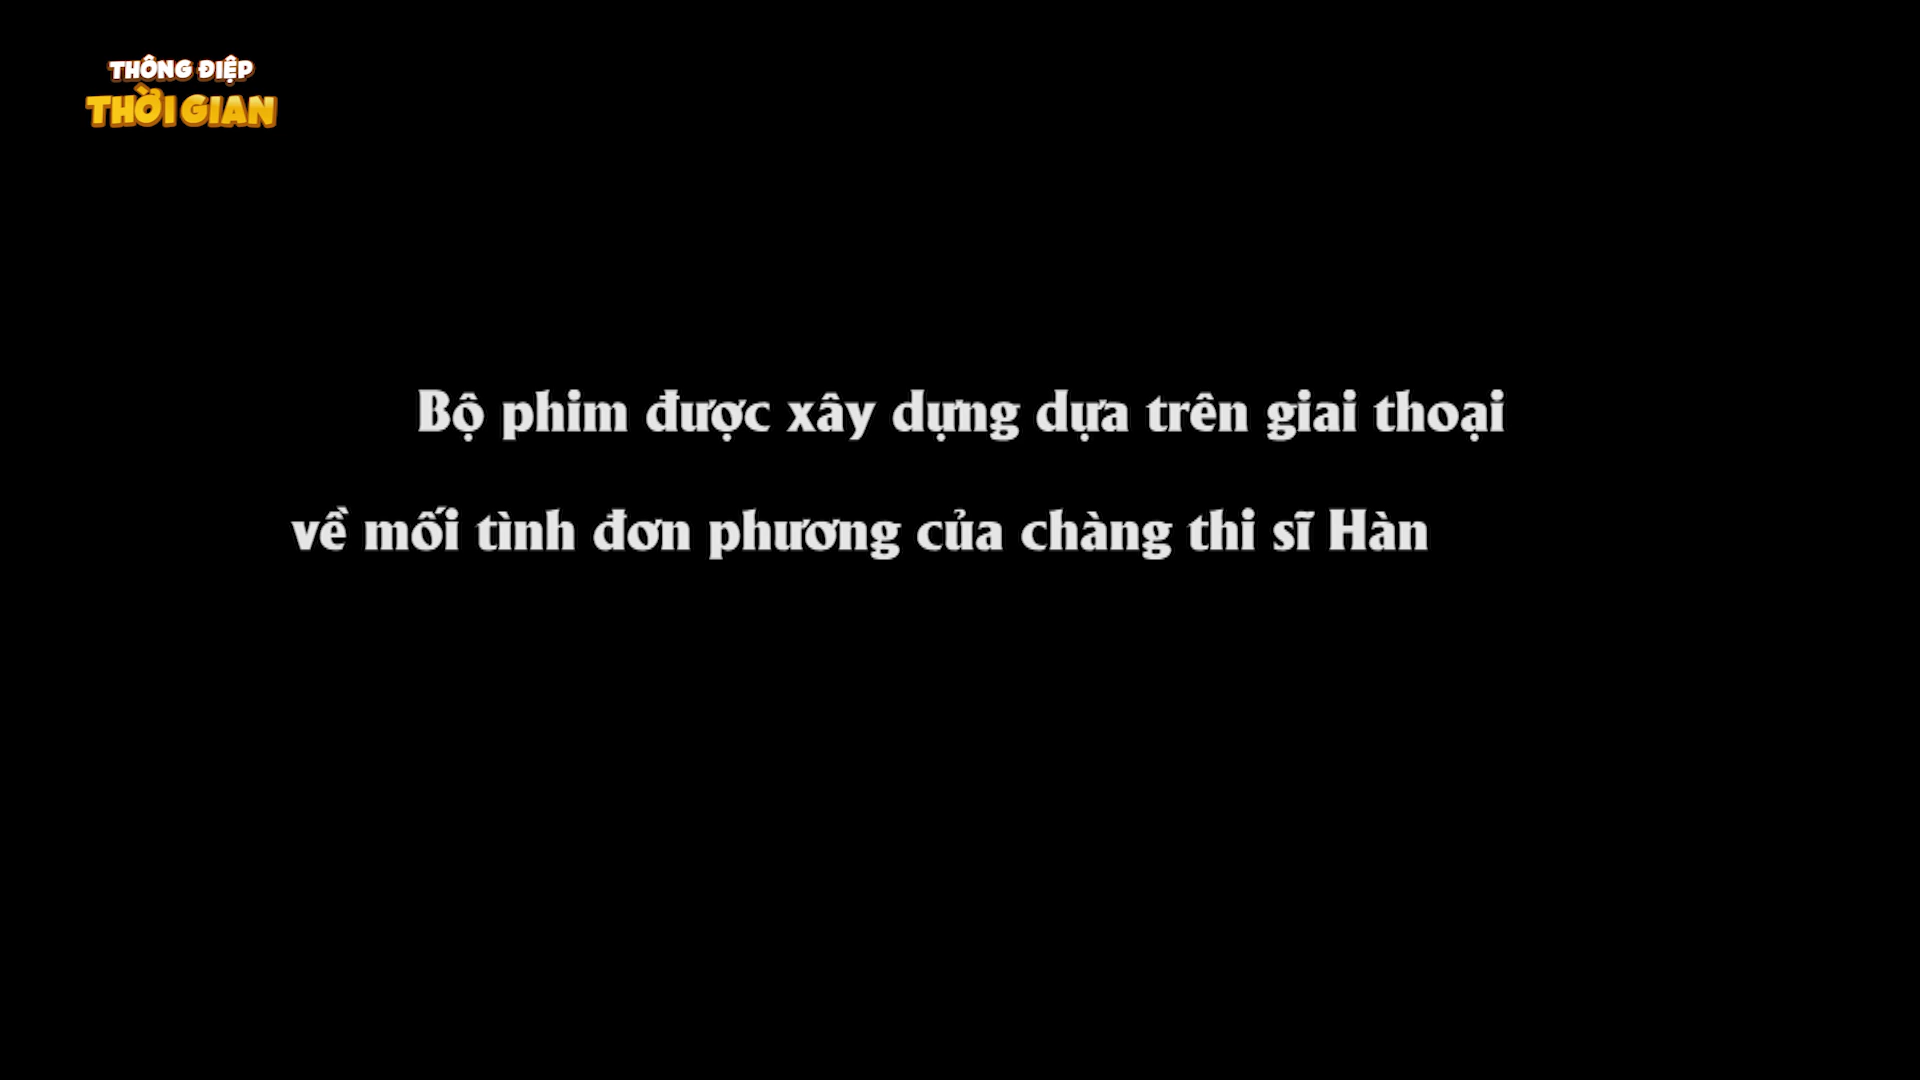 THÔNG ĐIỆP
THỜI GIAN
Bộ phim được xây dựng dựa trên giai thoại
về mối tình đơn phương của chàng thi sĩ Hàn